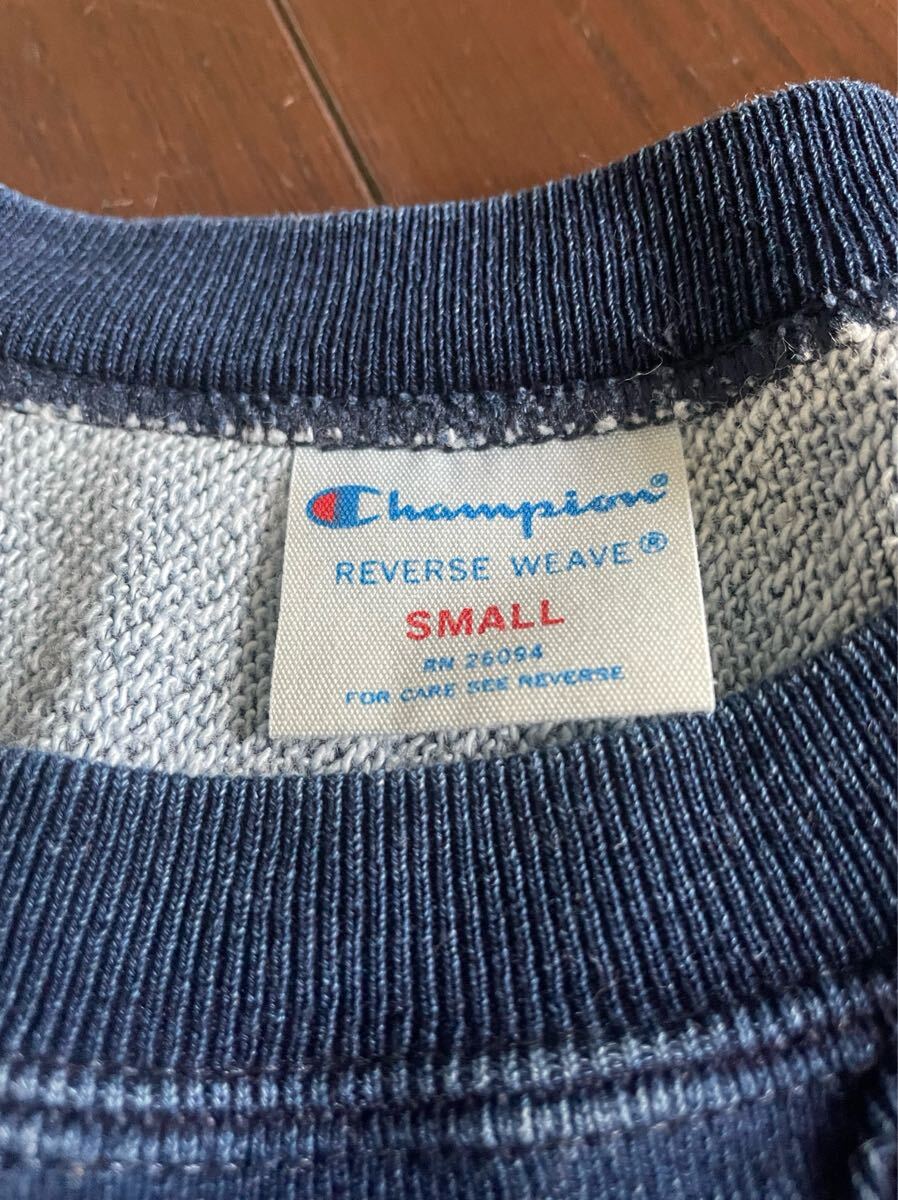 Champion®
REVERSE WEAVE®
SMALL
RN 26094
FOR CARE SEE REVERSE